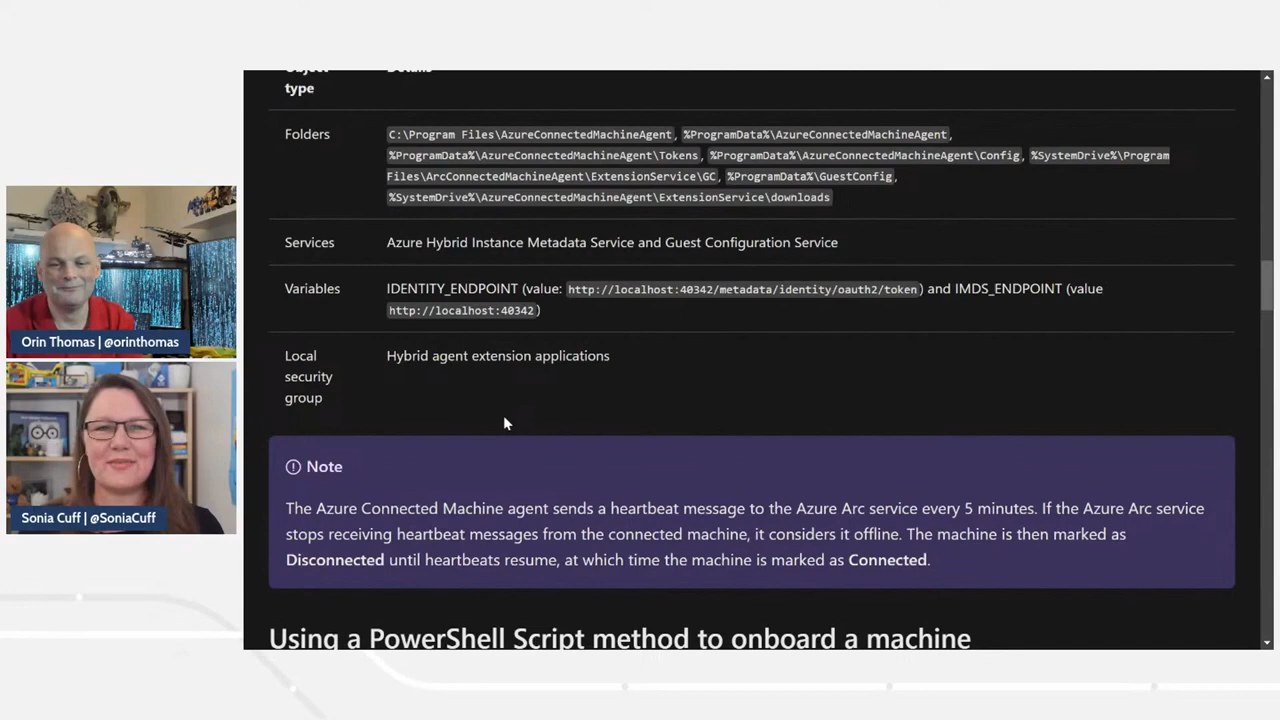 Object
type
Details
Folders
C:\Program Files\AzureConnectedMachineAgent, %ProgramData%\AzureConnectedMachineAgent,
%ProgramData%\AzureConnectedMachineAgent\Tokens, %ProgramData%\AzureConnectedMachineAgent\Config, %SystemDrive%\Program
Files\ArcConnectedMachineAgent\ExtensionService\GC, %ProgramData%\GuestConfig,
%SystemDrive%\AzureConnectedMachineAgent\ExtensionService\downloads
Services
Azure Hybrid Instance Metadata Service and Guest Configuration Service
Variables
IDENTITY_ENDPOINT (value: http://localhost:40342/metadata/identity/oauth2/token) and IMDS_ENDPOINT (value
http://localhost:40342)
Local
security
group
Hybrid agent extension applications
Note
The Azure Connected Machine agent sends a heartbeat message to the Azure Arc service every 5 minutes. If the Azure Arc service
stops receiving heartbeat messages from the connected machine, it considers it offline. The machine is then marked as
Disconnected until heartbeats resume, at which time the machine is marked as Connected.
Using a PowerShell Script method to onboard a machine
Orin Thomas | @orinthomas
Sonia Cuff | @SoniaCuff